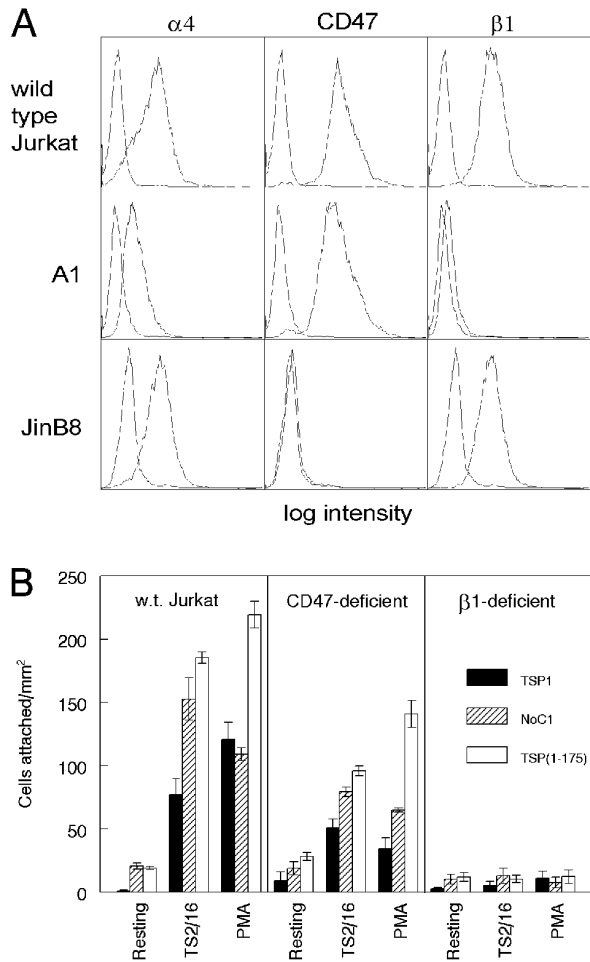 A
α4 CD47 β1
wild
type
Jurkat
A1
JinB8
log intensity
B
250
200
150
100
50
0
Cells attached/mm2
w.t. Jurkat CD47-deficient β1-deficient
TSP1
NoC1
TSP(1-175)
Resting TS2/16 PMA Resting TS2/16 PMA Resting TS2/16 PMA